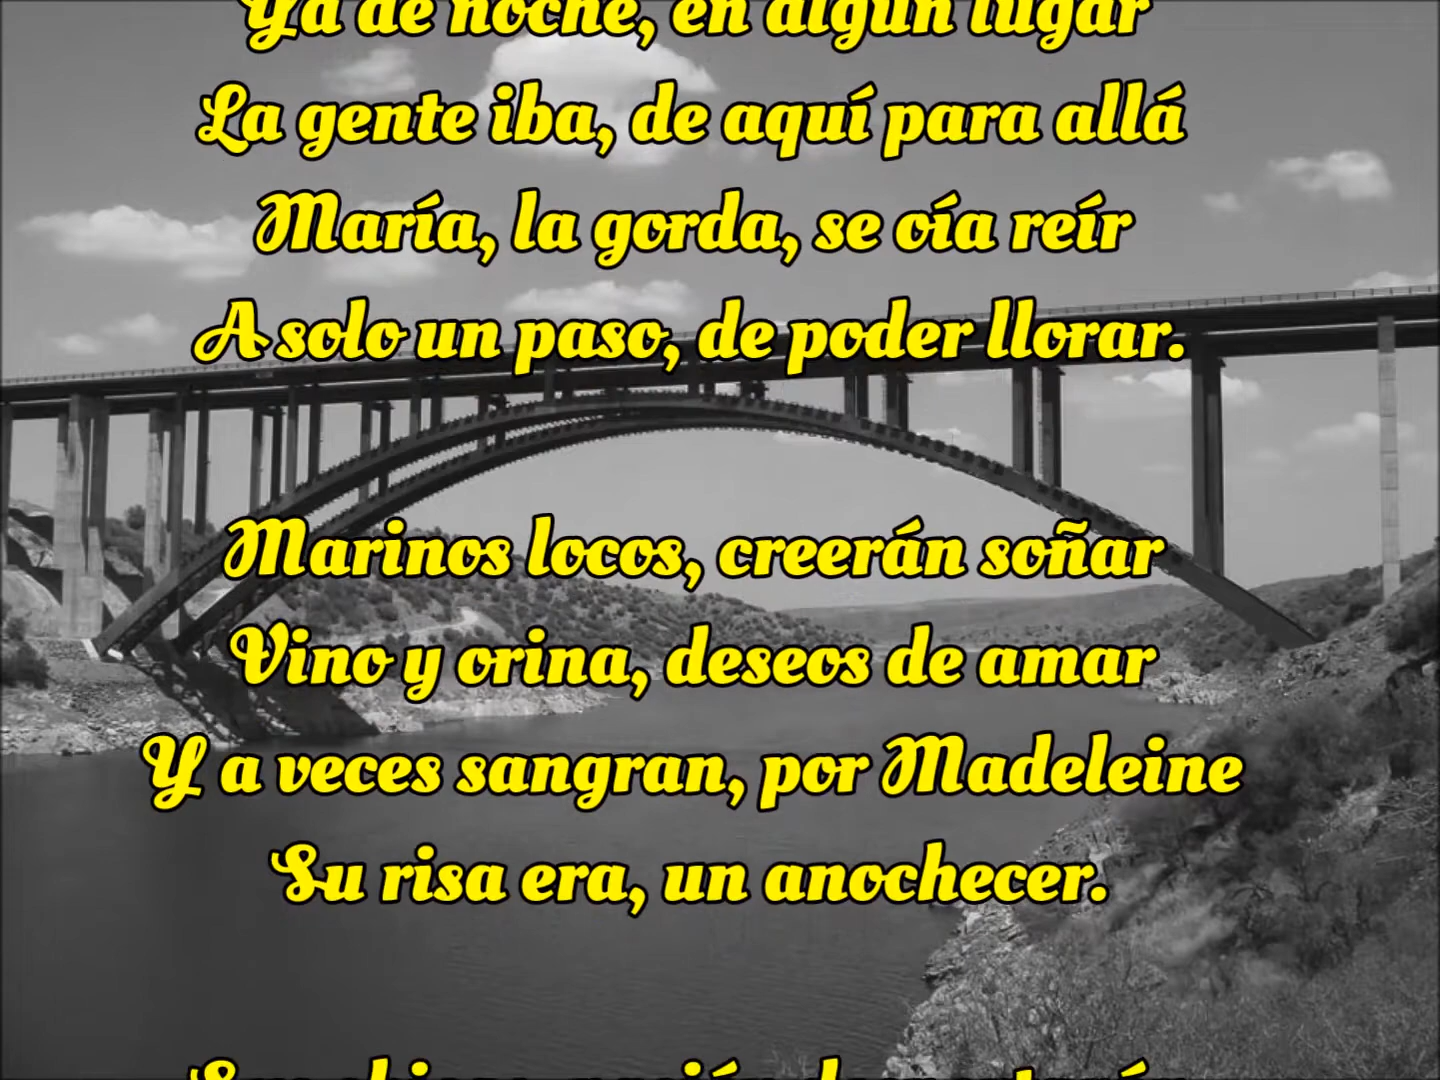 Ya de noche, en algún lugar
La gente iba, de aquí para allá
María, la gorda, se oía reír
A solo un paso, de poder llorar.
Marinos locos, creerán soñar
Vino y orina, deseos de amar
Y a veces sangran, por Madeleine
Su risa era, un anochecer.